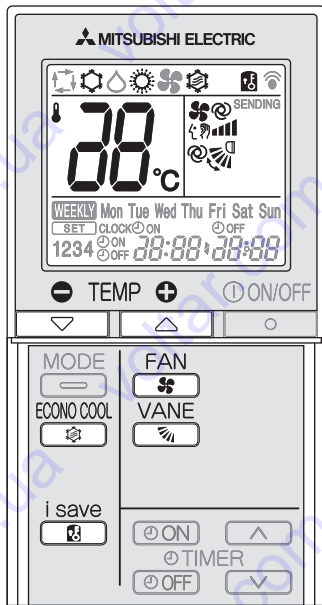 MITSUBISHI ELECTRIC
SENDING
88°C
WEEKLY Mon Tue Wed Thu Fri Sat Sun
SET CLOCK ON OFF
1234 ON OFF 88:88 88:88
TEMP ON/OFF
MODE FAN
ECONO COOL VANE
i save
ON
TIMER
OFF